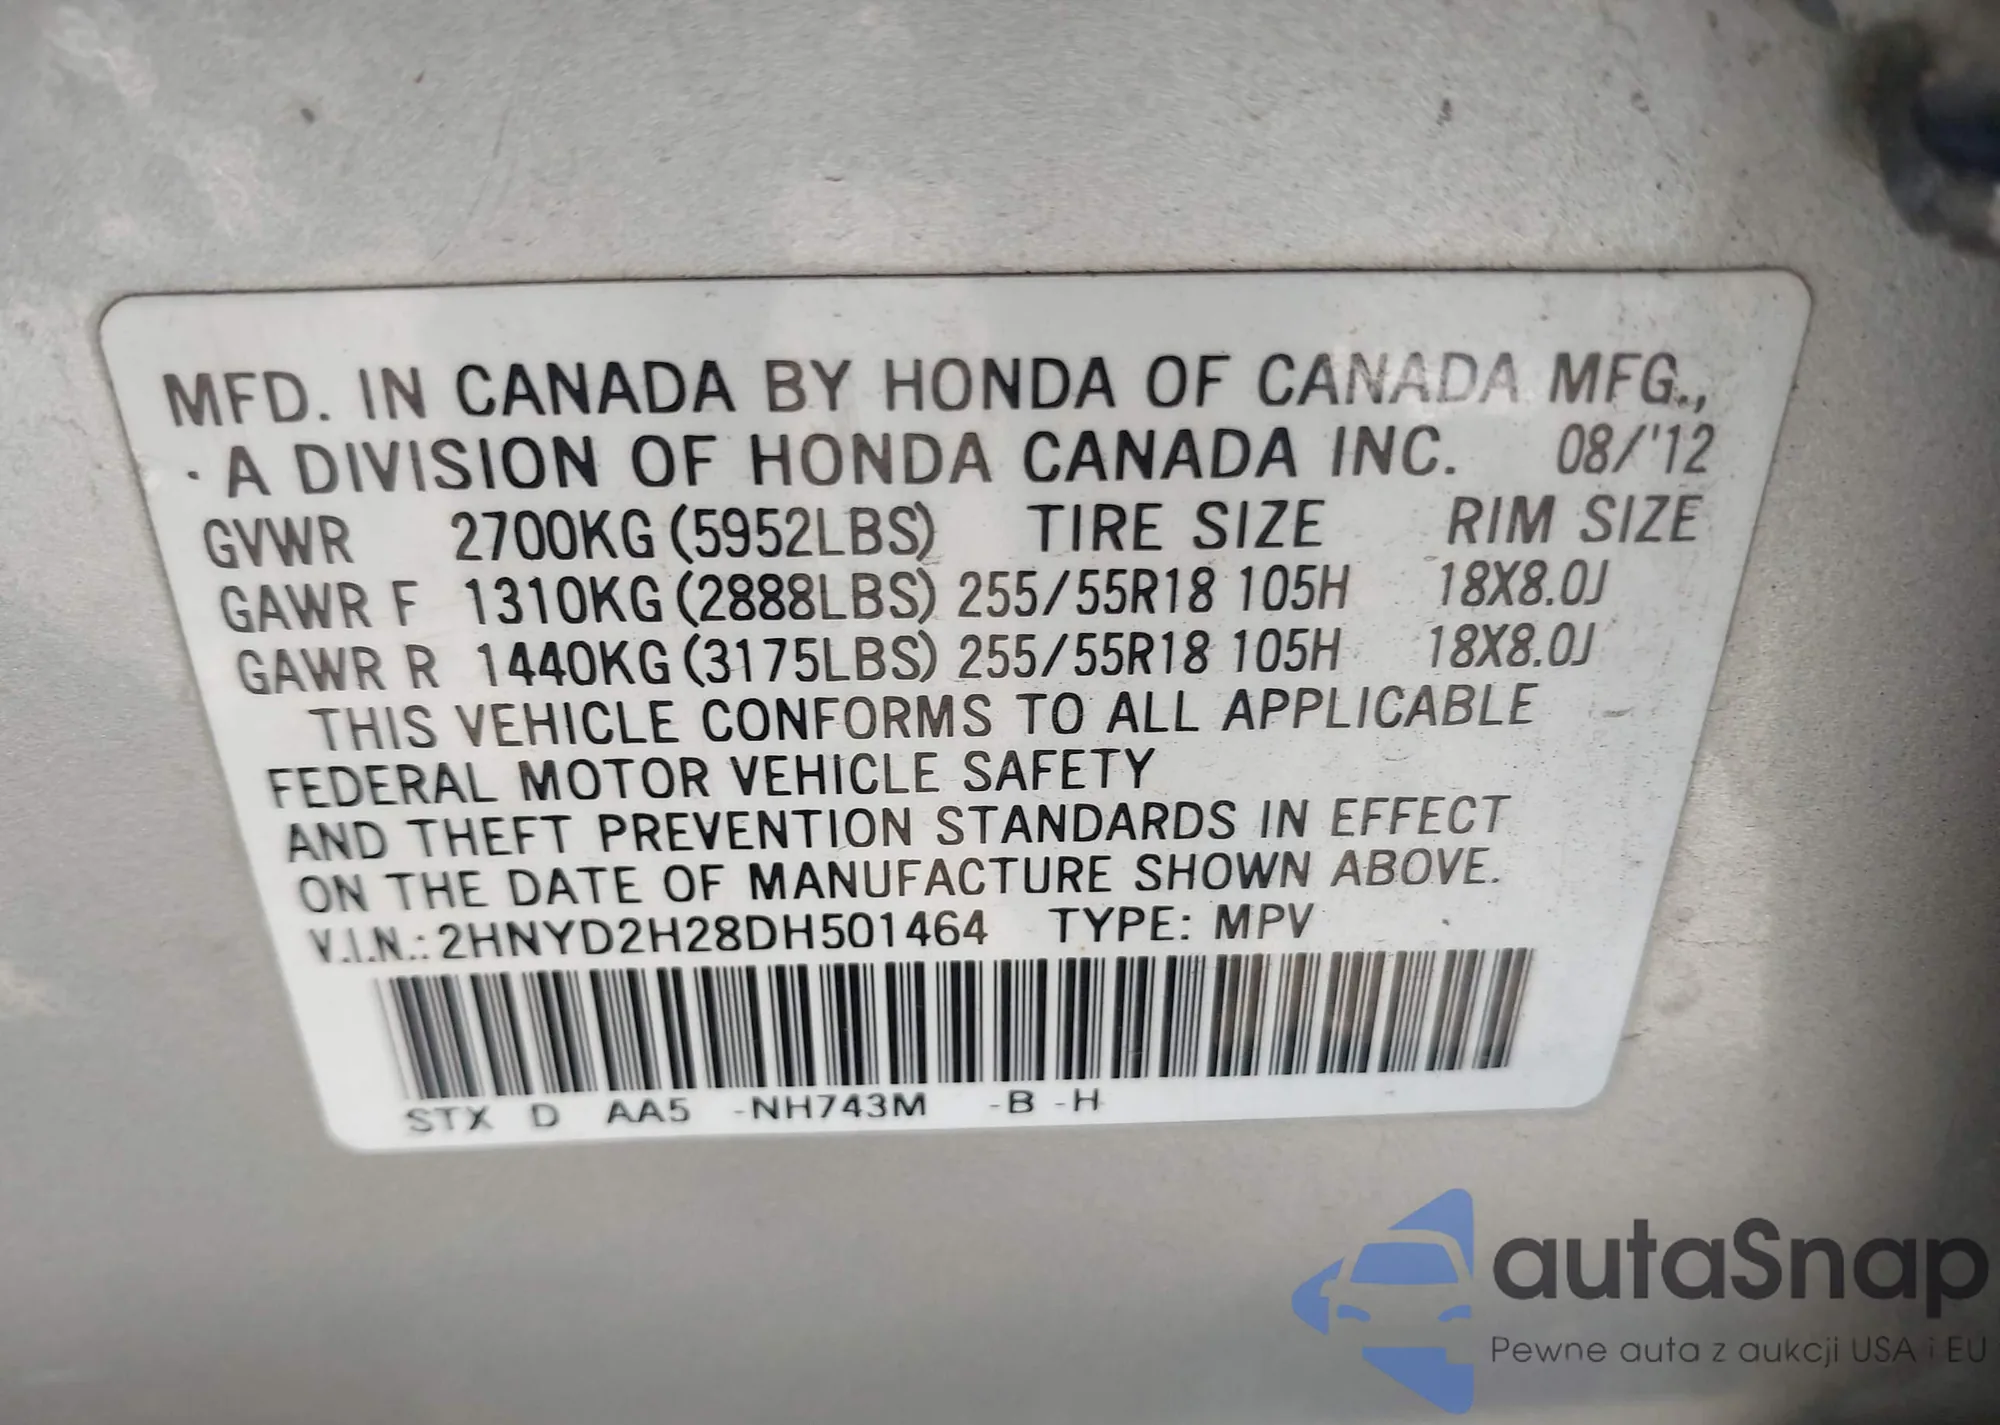 MFD. IN CANADA BY HONDA OF CANADA MFG.,
A DIVISION OF HONDA CANADA INC. 08/'12
GVWR 2700KG (5952LBS) TIRE SIZE RIM SIZE
GAWR F 1310KG (2888LBS) 255/55R18 105H 18X8.0J
GAWR R 1440KG (3175LBS) 255/55R18 105H 18X8.0J
THIS VEHICLE CONFORMS TO ALL APPLICABLE
FEDERAL MOTOR VEHICLE SAFETY
AND THEFT PREVENTION STANDARDS IN EFFECT
ON THE DATE OF MANUFACTURE SHOWN ABOVE.
V.I.N.: 2HNYD2H28DH501464 TYPE: MPV
STX D AA5 -NH743M -B -H
autaSnap
Pewne auta z aukcji USA i EU